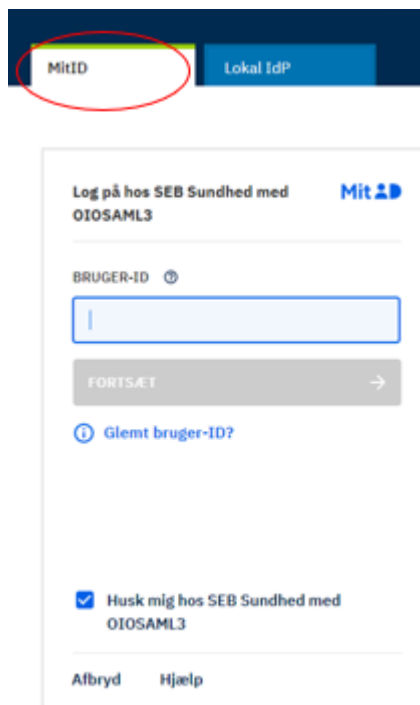 MitID
Lokal IdP
Log på hos SEB Sundhed med
OIOSAML3
Mit
BRUGER-ID
FORTSÆT
Glemt bruger-ID?
Husk mig hos SEB Sundhed med
OIOSAML3
Afbryd Hjælp